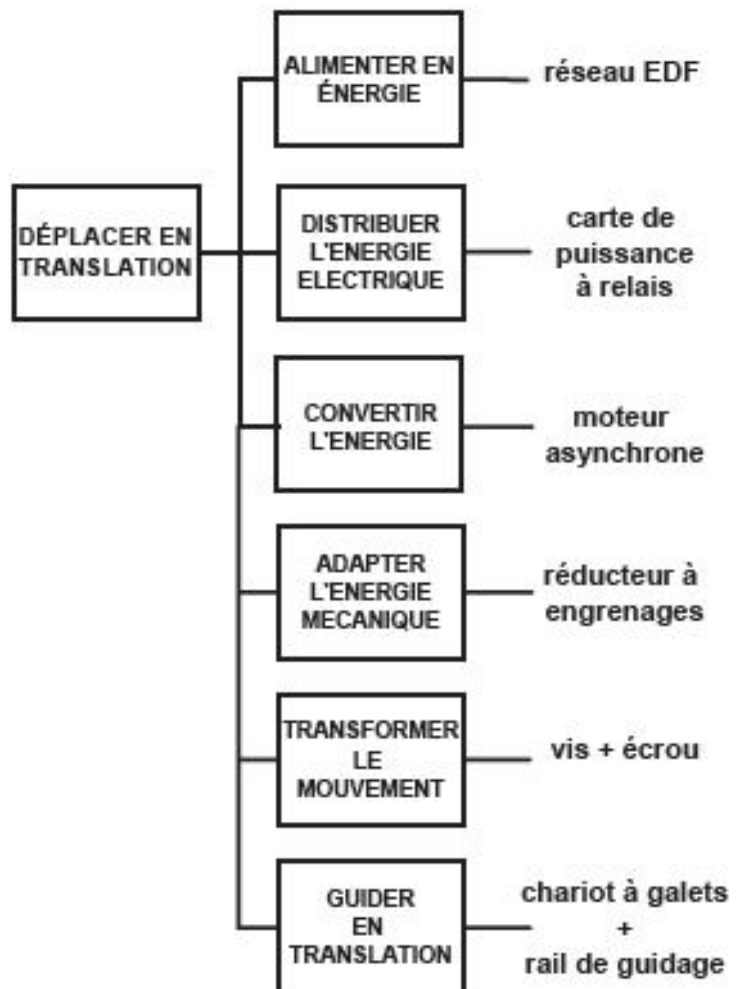 ALIMENTER EN
ÉNERGIE
réseau EDF
DÉPLACER EN
TRANSLATION
DISTRIBUER
L'ENERGIE
ELECTRIQUE
carte de
puissance
à relais
CONVERTIR
L'ENERGIE
moteur
asynchrone
ADAPTER
L'ENERGIE
MECANIQUE
réducteur à
engrenages
TRANSFORMER
LE
MOUVEMENT
vis + écrou
GUIDER
EN
TRANSLATION
chariot à galets
+
rail de guidage